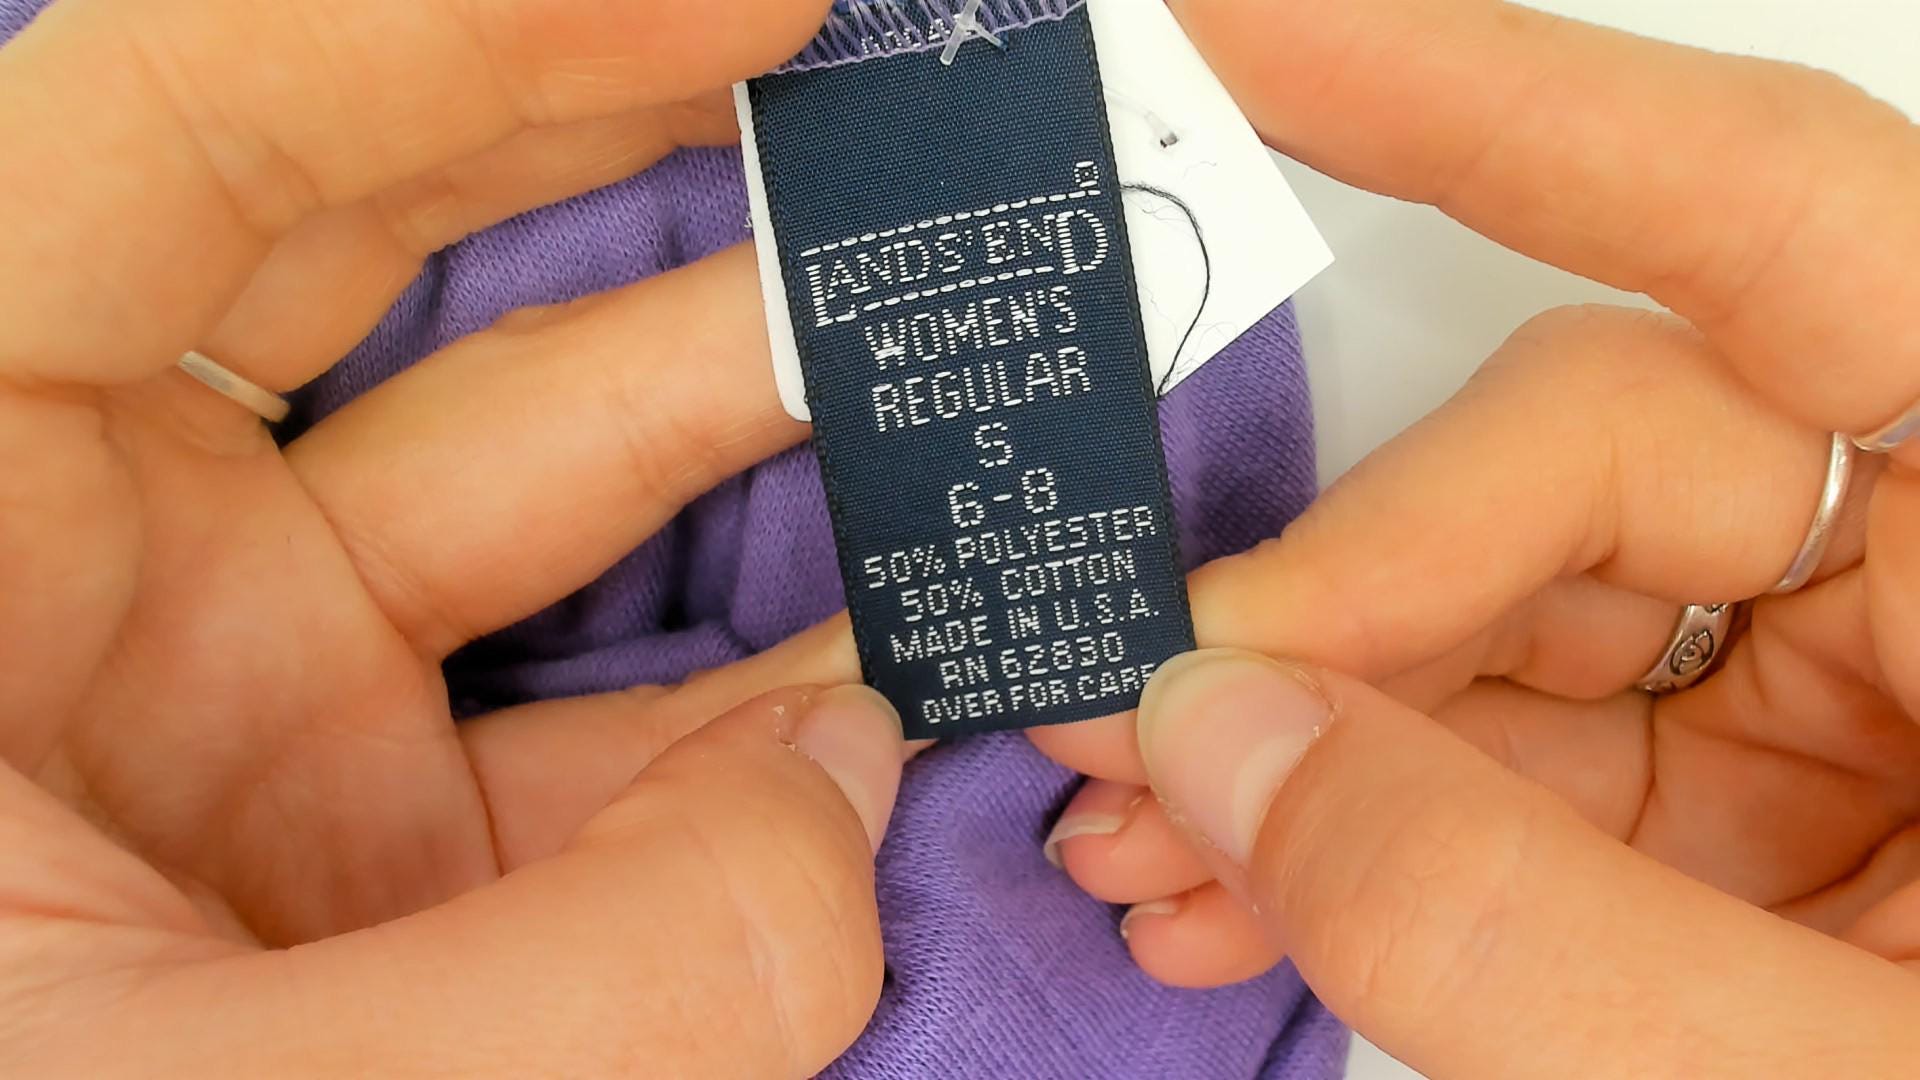 LANDS' END®
WOMEN'S
REGULAR
S
6-8
50% POLYESTER
50% COTTON
MADE IN U.S.A.
RN 62830
OVER FOR CARE